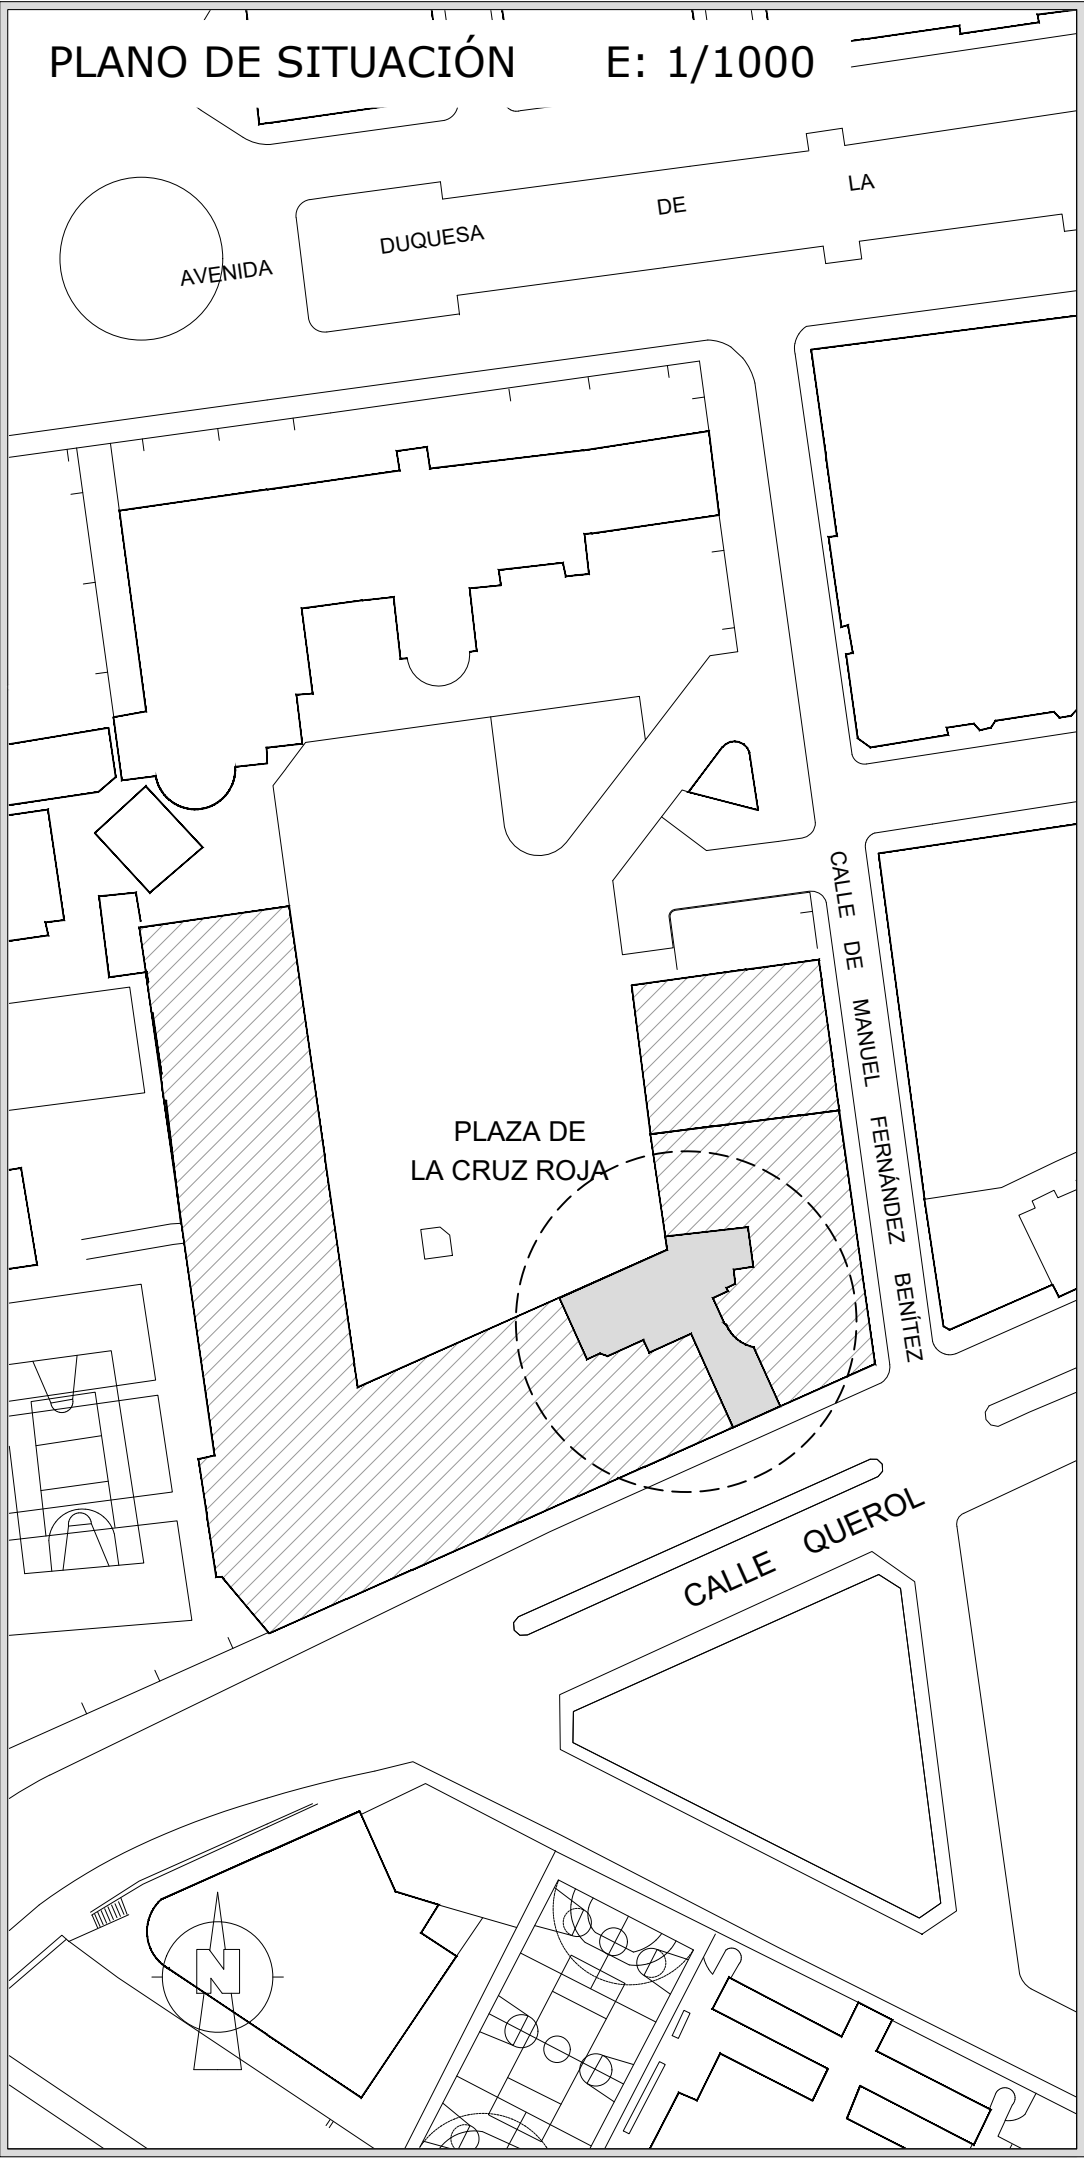 PLANO DE SITUACIÓN E: 1/1000
AVENIDA DUQUESA DE LA
CALLE DE MANUEL FERNÁNDEZ BENÍTEZ
PLAZA DE
LA CRUZ ROJA
CALLE QUEROL
N